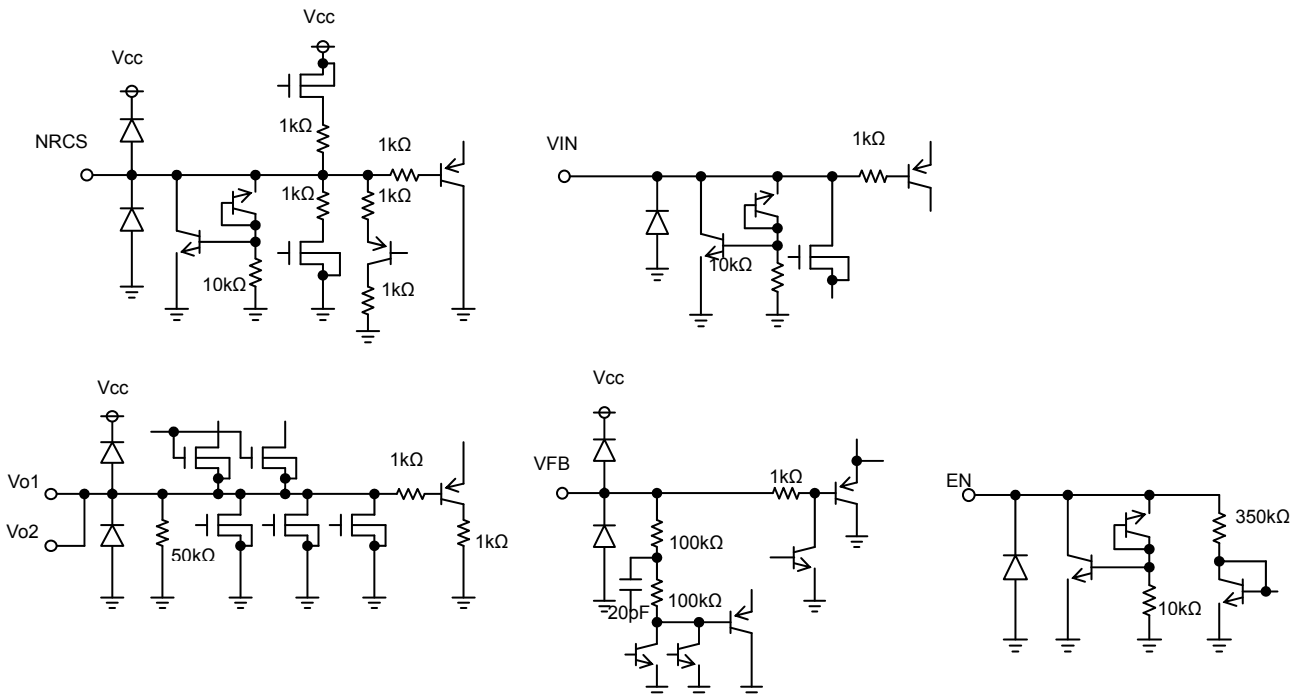 Vcc
Vcc
NRCS
1kΩ
1kΩ
1kΩ
1kΩ
10kΩ
1kΩ
VIN
1kΩ
10kΩ
Vcc
Vo1
Vo2
50kΩ
1kΩ
1kΩ
Vcc
VFB
1kΩ
100kΩ
20pF
100kΩ
EN
350kΩ
10kΩ